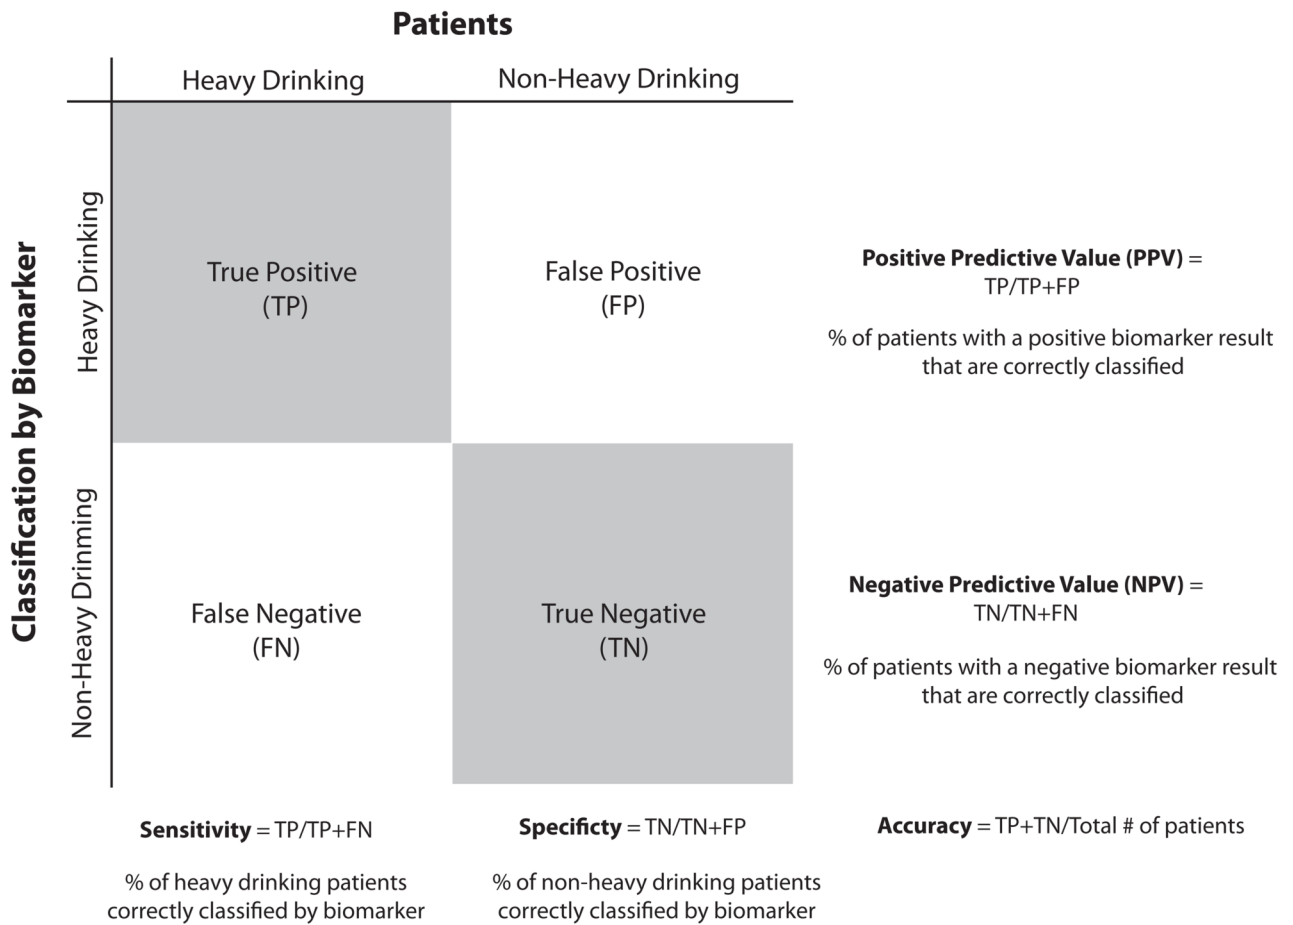 Patients
Heavy Drinking
Non-Heavy Drinking
Classification by Biomarker
Heavy Drinking
True Positive
(TP)
False Positive
(FP)
Positive Predictive Value (PPV) =
TP/TP+FP
% of patients with a positive biomarker result
that are correctly classified
Non-Heavy Drinming
False Negative
(FN)
True Negative
(TN)
Negative Predictive Value (NPV) =
TN/TN+FN
% of patients with a negative biomarker result
that are correctly classified
Sensitivity = TP/TP+FN
% of heavy drinking patients
correctly classified by biomarker
Specificty = TN/TN+FP
% of non-heavy drinking patients
correctly classified by biomarker
Accuracy = TP+TN/Total # of patients